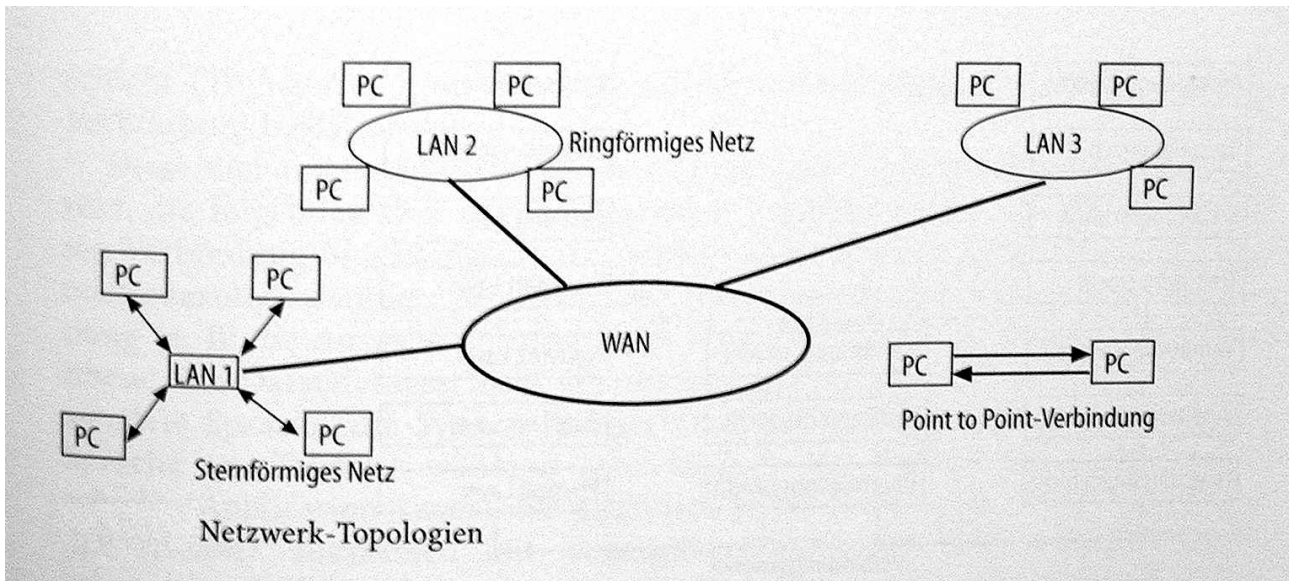 PC
PC
LAN 2
Ringförmiges Netz
PC
PC
PC
PC
LAN 3
PC
PC
PC
LAN 1
PC
PC
Sternförmiges Netz
WAN
PC
PC
Point to Point-Verbindung
Netzwerk-Topologien